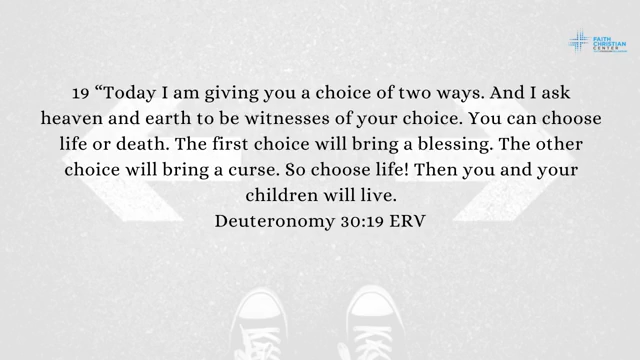 FAITH
CHRISTIAN
CENTER
19 “Today I am giving you a choice of two ways. And I ask
heaven and earth to be witnesses of your choice. You can choose
life or death. The first choice will bring a blessing. The other
choice will bring a curse. So choose life! Then you and your
children will live.
Deuteronomy 30:19 ERV